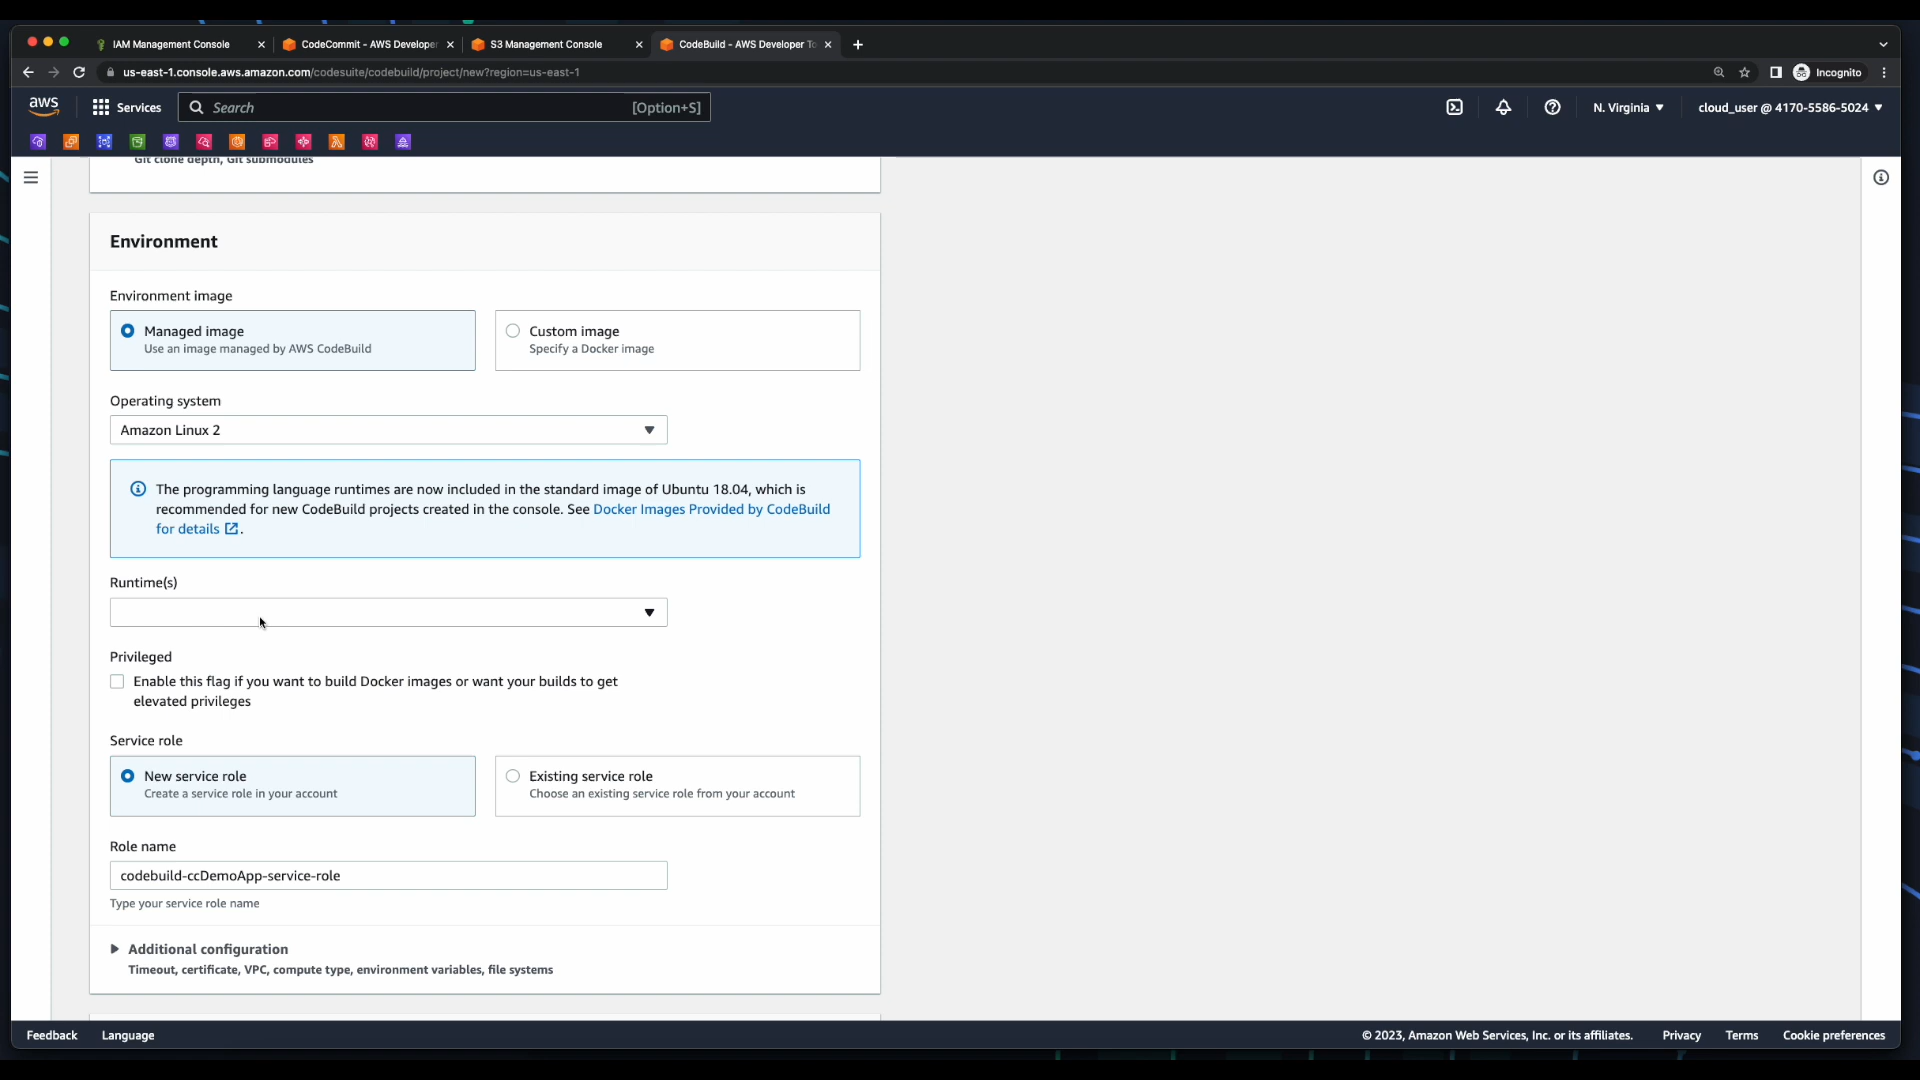 IAM Management Console
CodeCommit - AWS Develope
S3 Management Console
CodeBuild - AWS Developer To
us-east-1.console.aws.amazon.com/codesuite/codebuild/project/new?region=us-east-1
Incognito
aws
Services
Search
[Option+S]
N. Virginia
cloud_user @ 4170-5586-5024
Git clone depth, Git submodules
Environment
Environment image
Managed image
Use an image managed by AWS CodeBuild
Custom image
Specify a Docker image
Operating system
Amazon Linux 2
The programming language runtimes are now included in the standard image of Ubuntu 18.04, which is
recommended for new CodeBuild projects created in the console. See Docker Images Provided by CodeBuild
for details .
Runtime(s)
Privileged
Enable this flag if you want to build Docker images or want your builds to get
elevated privileges
Service role
New service role
Create a service role in your account
Existing service role
Choose an existing service role from your account
Role name
codebuild-ccDemoApp-service-role
Type your service role name
Additional configuration
Timeout, certificate, VPC, compute type, environment variables, file systems
Feedback
Language
© 2023, Amazon Web Services, Inc. or its affiliates.
Privacy
Terms
Cookie preferences